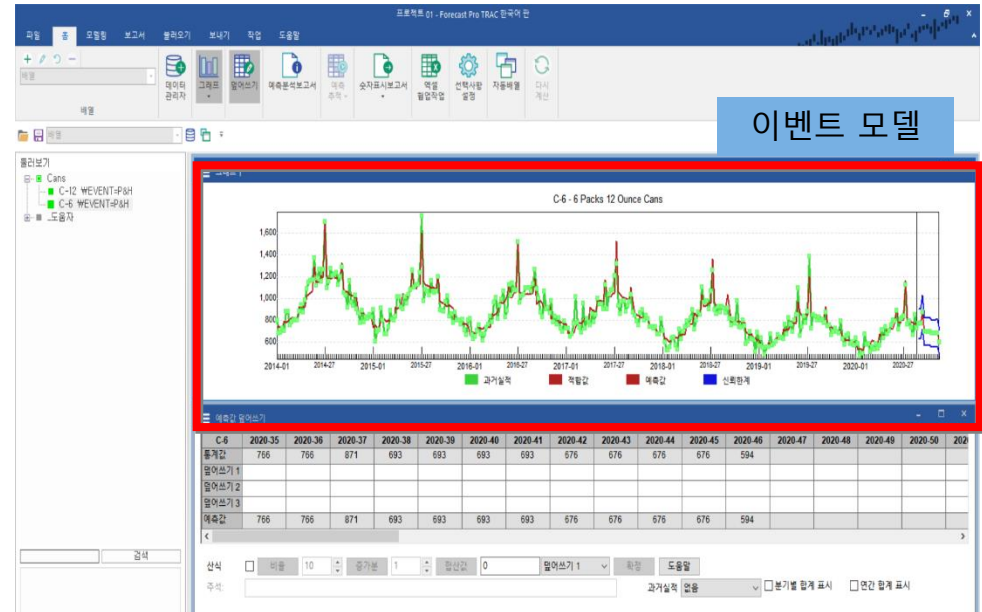 프로젝트 01 - Forecast Pro TRAC 한국어 판
파일 홈 모델링 보고서 불러오기 보내기 작업 도움말
배열
데이터 관리자
그래프
덮어쓰기
예측분석보고서
예측 추적
숫자표시보고서
엑셀 협업작업
선택사항 설정
자동배열
다시 계산
배열
이벤트 모델
배열
둘러보기
Cans
C-12 ₩EVENT=P&H
C-6 ₩EVENT=P&H
_도움자
C-6 - 6 Packs 12 Ounce Cans
1,600
1,400
1,200
1,000
800
600
2014-01 2014-27 2015-01 2015-27 2016-01 2016-27 2017-01 2017-27 2018-01 2018-27 2019-01 2019-27 2020-01 2020-27
과거실적 적합값 예측값 신뢰한계
예측값 덮어쓰기
C-6 2020-35 2020-36 2020-37 2020-38 2020-39 2020-40 2020-41 2020-42 2020-43 2020-44 2020-45 2020-46 2020-47 2020-48 2020-49 2020-50
통계값 766 766 871 693 693 693 693 676 676 676 676 594
덮어쓰기 1
덮어쓰기 2
덮어쓰기 3
예측값 766 766 871 693 693 693 693 676 676 676 676 594
검색
산식 비율 10 증가분 1 합산값 0 덮어쓰기 1 확정 도움말
주석:
과거실적 없음 분기별 합계 표시 연간 합계 표시